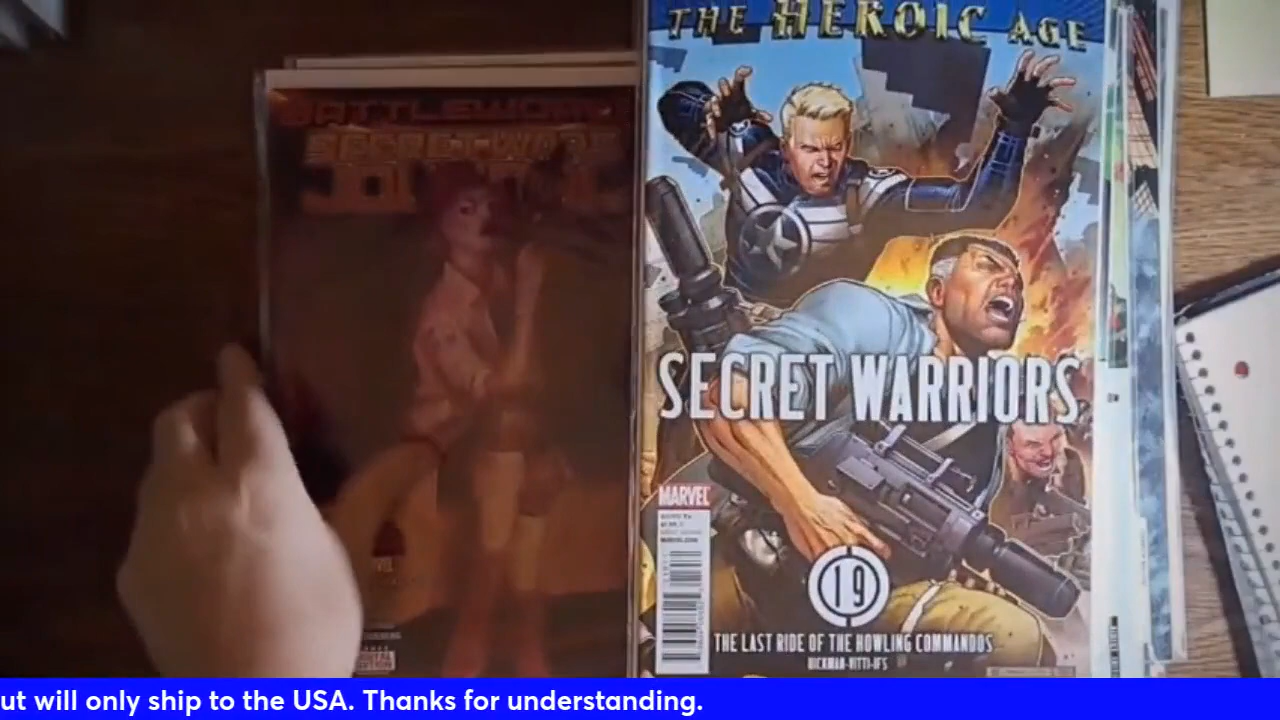 THE HEROIC AGE
BATTLEWORLD
SECRET WARS
SECRET WARRIORS
MARVEL
19
THE LAST RIDE OF THE HOWLING COMMANDOS
HICKMAN-VITTI-IFS
ut will only ship to the USA. Thanks for understanding.